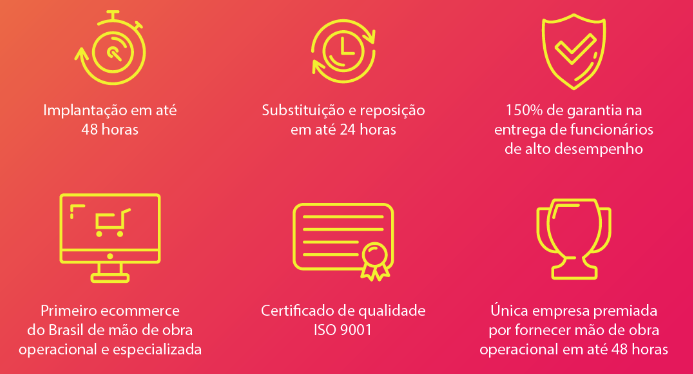 Implantação em até
48 horas
Substituição e reposição
em até 24 horas
150% de garantia na
entrega de funcionários
de alto desempenho
Primeiro ecommerce
do Brasil de mão de obra
operacional e especializada
Certificado de qualidade
ISO 9001
Única empresa premiada
por fornecer mão de obra
operacional em até 48 horas